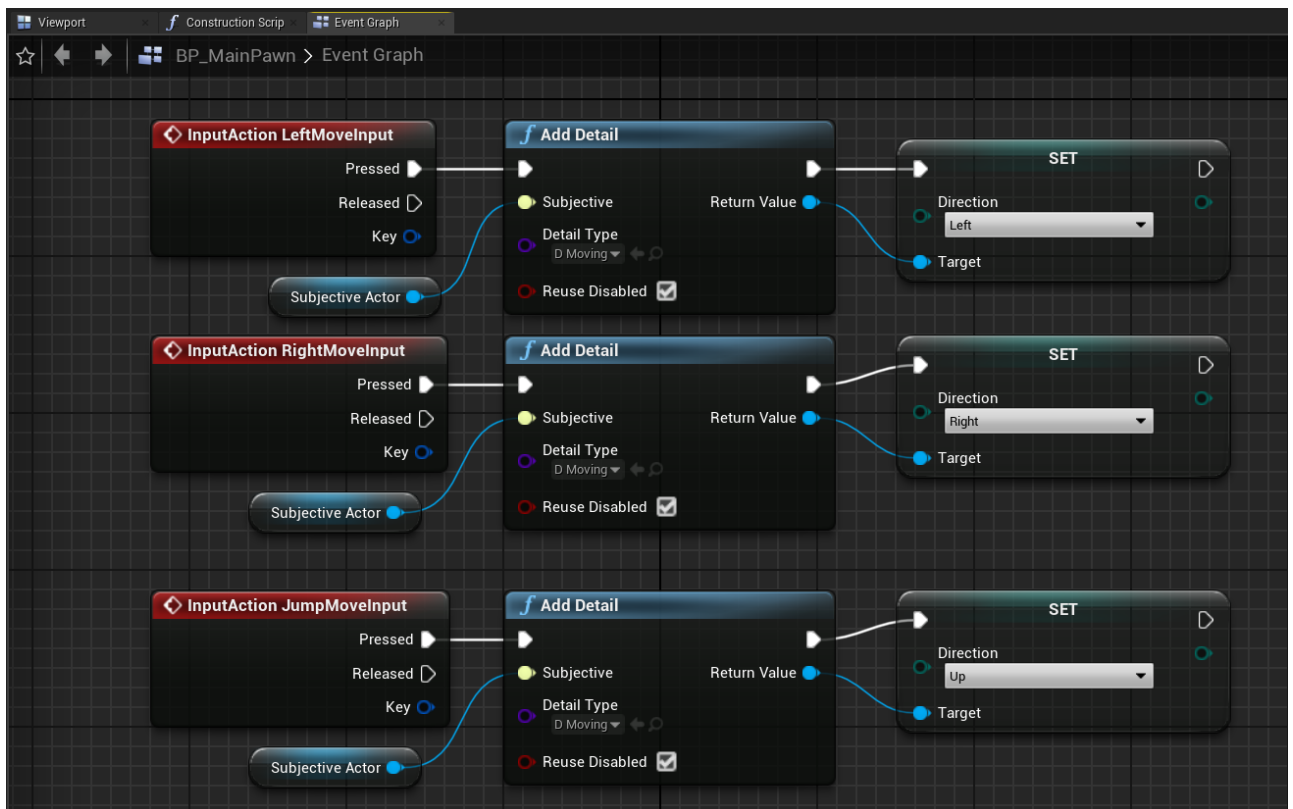 Viewport
Construction Scrip
Event Graph
BP_MainPawn > Event Graph
InputAction LeftMoveInput
Pressed
Released
Key
Subjective Actor
Add Detail
Subjective
Return Value
Detail Type
D Moving
Reuse Disabled
SET
Direction
Left
Target
InputAction RightMoveInput
Pressed
Released
Key
Subjective Actor
Add Detail
Subjective
Return Value
Detail Type
D Moving
Reuse Disabled
SET
Direction
Right
Target
InputAction JumpMoveInput
Pressed
Released
Key
Subjective Actor
Add Detail
Subjective
Return Value
Detail Type
D Moving
Reuse Disabled
SET
Direction
Up
Target